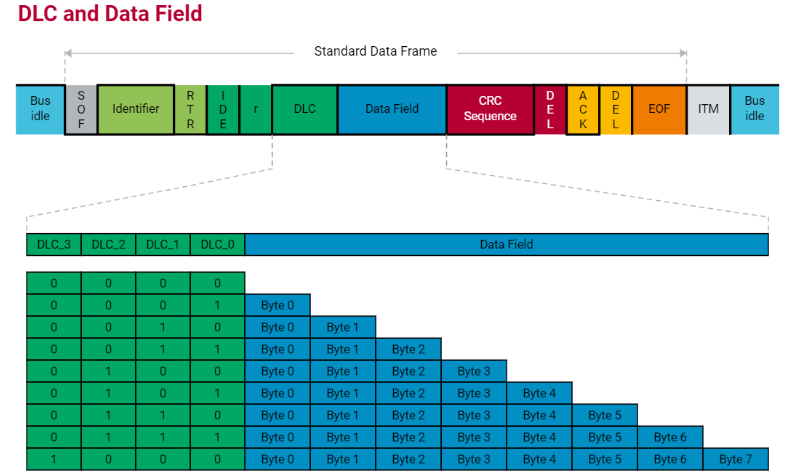 DLC and Data Field
Standard Data Frame
Bus idle SOF Identifier RTR IDE r DLC Data Field CRC Sequence DEL ACK DEL EOF ITM Bus idle
DLC_3 DLC_2 DLC_1 DLC_0 Data Field
0 0 0 0
0 0 0 1 Byte 0
0 0 1 0 Byte 0 Byte 1
0 0 1 1 Byte 0 Byte 1 Byte 2
0 1 0 0 Byte 0 Byte 1 Byte 2 Byte 3
0 1 0 1 Byte 0 Byte 1 Byte 2 Byte 3 Byte 4
0 1 1 0 Byte 0 Byte 1 Byte 2 Byte 3 Byte 4 Byte 5
0 1 1 1 Byte 0 Byte 1 Byte 2 Byte 3 Byte 4 Byte 5 Byte 6
1 0 0 0 Byte 0 Byte 1 Byte 2 Byte 3 Byte 4 Byte 5 Byte 6 Byte 7